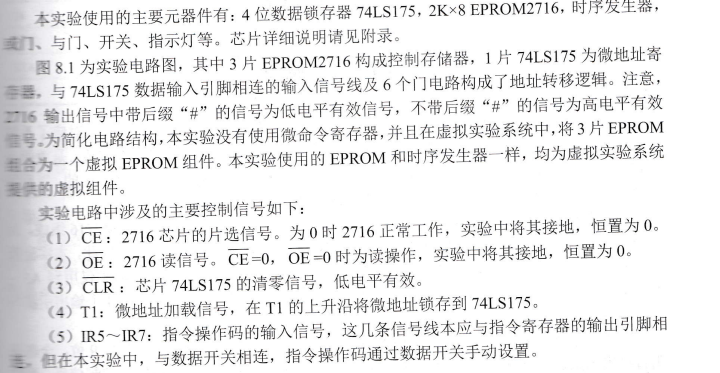 本实验使用的主要元器件有：4 位数据锁存器 74LS175，2K×8 EPROM2716，时序发生器，
或门、与门、开关、指示灯等。芯片详细说明请见附录。
图 8.1 为实验电路图，其中 3 片 EPROM2716 构成控制存储器，1 片 74LS175 为微地址寄
存器，与 74LS175 数据输入引脚相连的输入信号线及 6 个门电路构成了地址转移逻辑。注意，
2716 输出信号中带后缀“#”的信号为低电平有效信号，不带后缀“#”的信号为高电平有效
信号。为简化电路结构，本实验没有使用微命令寄存器，并且在虚拟实验系统中，将 3 片 EPROM
组合为一个虚拟 EPROM 组件。本实验使用的 EPROM 和时序发生器一样，均为虚拟实验系统
提供的虚拟组件。
实验电路中涉及的主要控制信号如下：
（1）CE：2716 芯片的片选信号。为 0 时 2716 正常工作，实验中将其接地，恒置为 0。
（2）OE：2716 读信号。CE=0，OE=0 时为读操作，实验中将其接地，恒置为 0。
（3）CLR：芯片 74LS175 的清零信号，低电平有效。
（4）T1：微地址加载信号，在 T1 的上升沿将微地址锁存到 74LS175。
（5）IR5～IR7：指令操作码的输入信号，这几条信号线本应与指令寄存器的输出引脚相
但在本实验中，与数据开关相连，指令操作码通过数据开关手动设置。